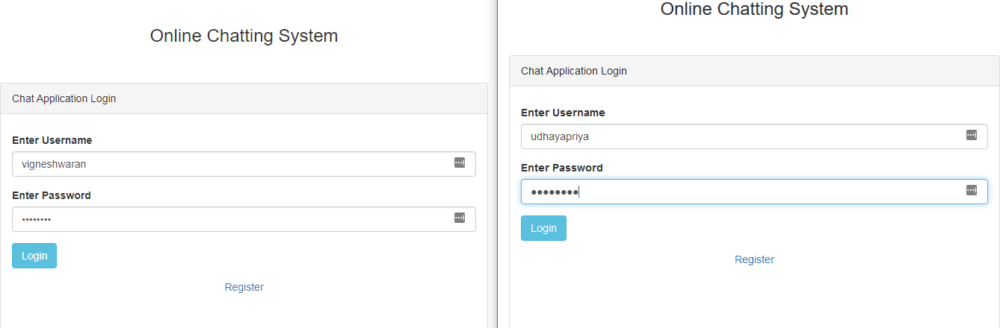 Online Chatting System
Chat Application Login
Enter Username
vigneshwaran
Enter Password
••••••••
Login
Register
Online Chatting System
Chat Application Login
Enter Username
udhayapriya
Enter Password
••••••••
Login
Register